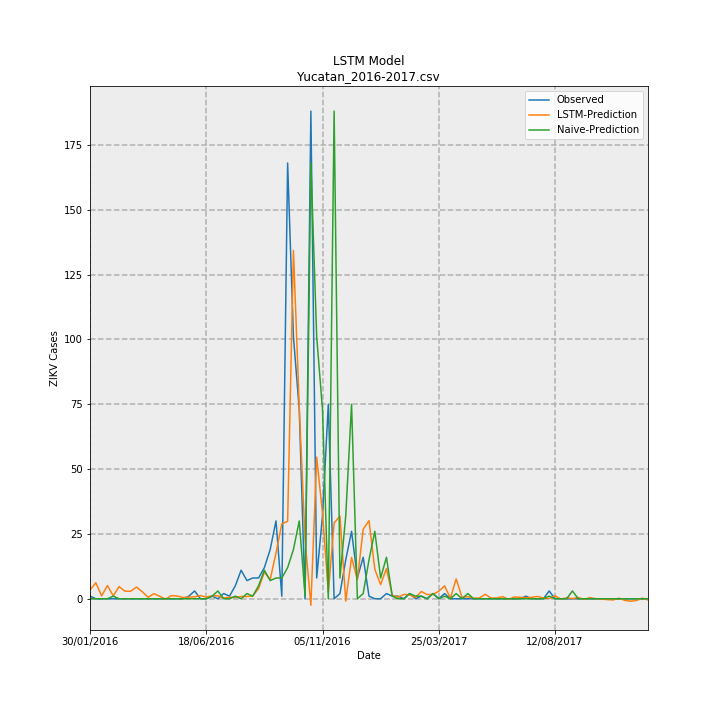 LSTM Model
Yucatan_2016-2017.csv
Observed
LSTM-Prediction
Naive-Prediction
175
150
125
100
75
50
25
0
ZIKV Cases
30/01/2016 18/06/2016 05/11/2016 25/03/2017 12/08/2017
Date